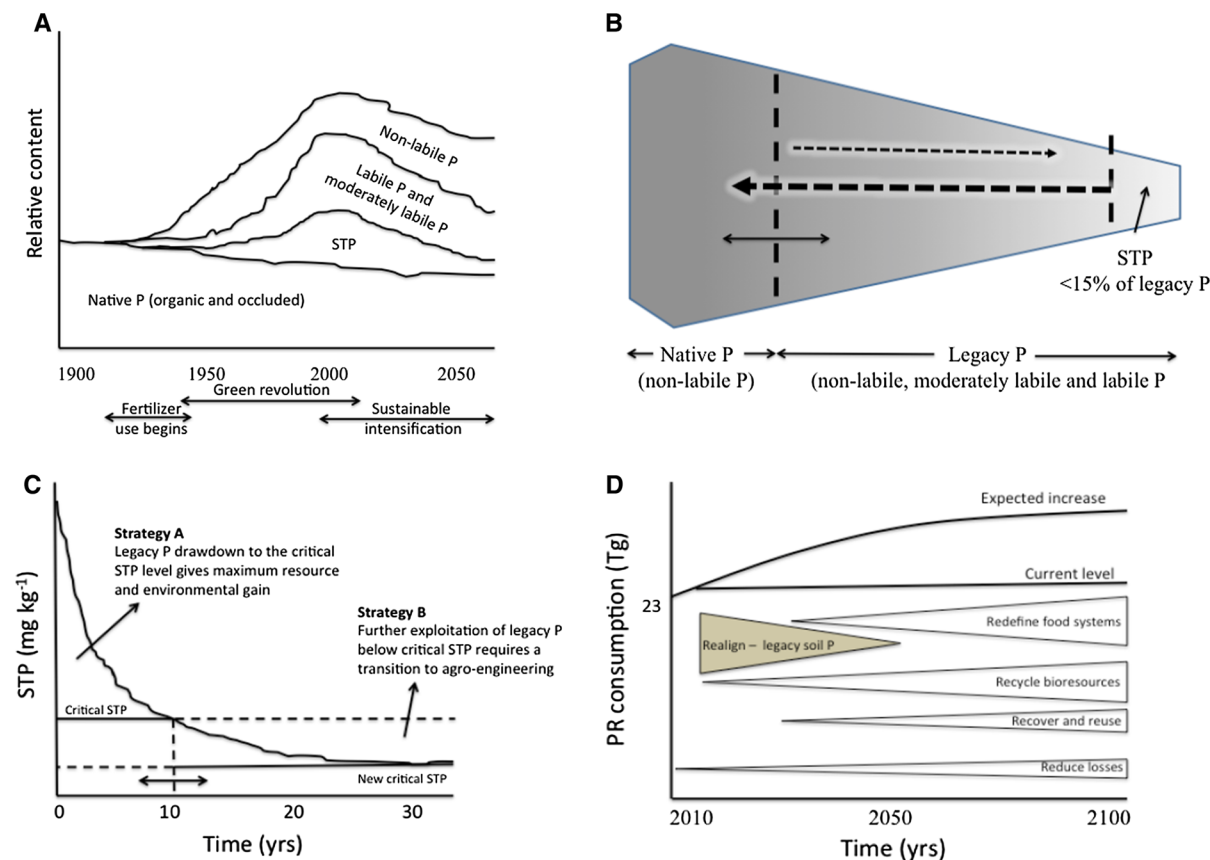 A
Relative content
Non-labile P
Labile P and
moderately labile P
STP
Native P (organic and occluded)
1900 1950 2000 2050
Green revolution
Fertilizer
use begins
Sustainable
intensification
B
STP
<15% of legacy P
Native P
(non-labile P)
Legacy P
(non-labile, moderately labile and labile P
C
STP (mg kg⁻¹)
Strategy A
Legacy P drawdown to the critical
STP level gives maximum resource
and environmental gain
Strategy B
Further exploitation of legacy P
below critical STP requires a
transition to agro-engineering
Critical STP
New critical STP
0 10 20 30
Time (yrs)
D
PR consumption (Tg)
Expected increase
Current level
23
Redefine food systems
Realign – legacy soil P
Recycle bioresources
Recover and reuse
Reduce losses
2010 2050 2100
Time (yrs)